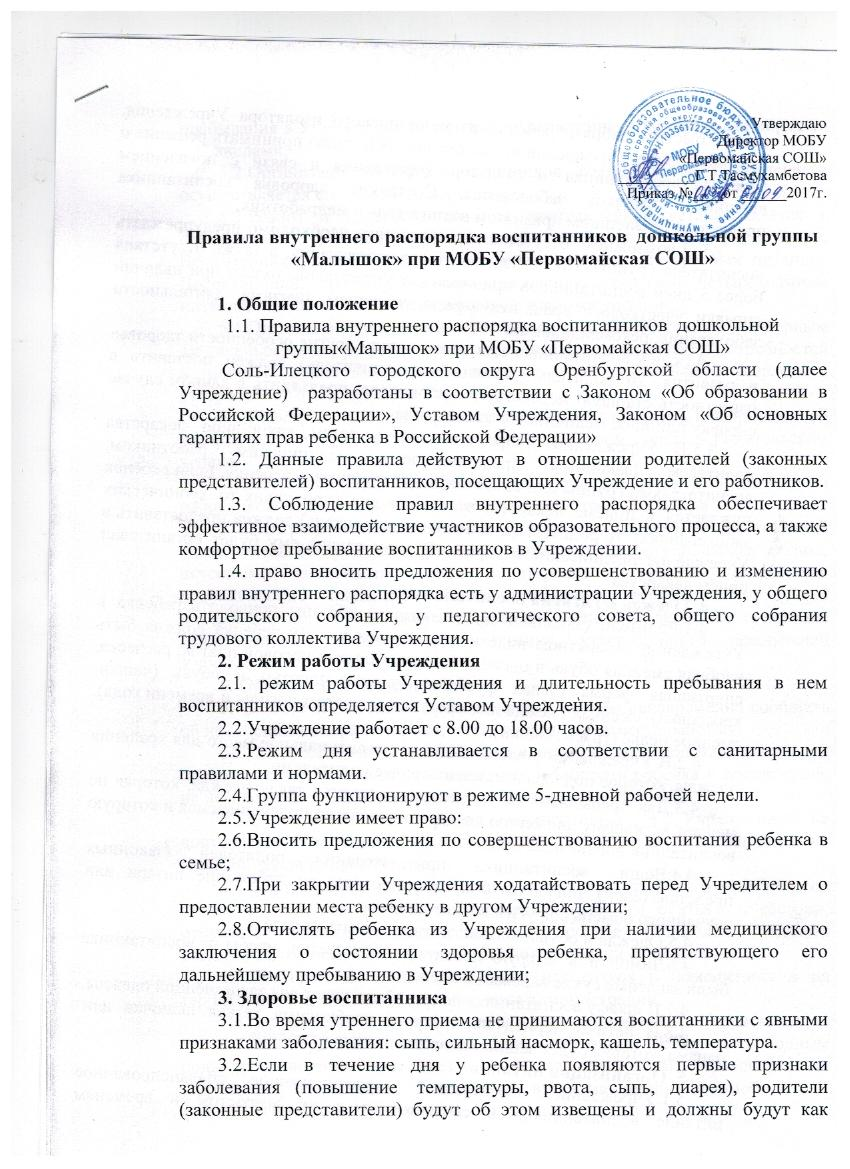 Утверждаю
Директор МОБУ
«Первомайская СОШ»
Г.Т.Тасмухамбетова
Приказ № от 2017г.
Правила внутреннего распорядка воспитанников дошкольной группы
«Малышок» при МОБУ «Первомайская СОШ»
1. Общие положение
1.1. Правила внутреннего распорядка воспитанников дошкольной
группы«Малышок» при МОБУ «Первомайская СОШ»
Соль-Илецкого городского округа Оренбургской области (далее
Учреждение) разработаны в соответствии с Законом «Об образовании в
Российской Федерации», Уставом Учреждения, Законом «Об основных
гарантиях прав ребенка в Российской Федерации»
1.2. Данные правила действуют в отношении родителей (законных
представителей) воспитанников, посещающих Учреждение и его работников.
1.3. Соблюдение правил внутреннего распорядка обеспечивает
эффективное взаимодействие участников образовательного процесса, а также
комфортное пребывание воспитанников в Учреждении.
1.4. право вносить предложения по усовершенствованию и изменению
правил внутреннего распорядка есть у администрации Учреждения, у общего
родительского собрания, у педагогического совета, общего собрания
трудового коллектива Учреждения.
2. Режим работы Учреждения
2.1. режим работы Учреждения и длительность пребывания в нем
воспитанников определяется Уставом Учреждения.
2.2.Учреждение работает с 8.00 до 18.00 часов.
2.3.Режим дня устанавливается в соответствии с санитарными
правилами и нормами.
2.4.Группа функционируют в режиме 5-дневной рабочей недели.
2.5.Учреждение имеет право:
2.6.Вносить предложения по совершенствованию воспитания ребенка в
семье;
2.7.При закрытии Учреждения ходатайствовать перед Учредителем о
предоставлении места ребенку в другом Учреждении;
2.8.Отчислять ребенка из Учреждения при наличии медицинского
заключения о состоянии здоровья ребенка, препятствующего его
дальнейшему пребыванию в Учреждении;
3. Здоровье воспитанника
3.1.Во время утреннего приема не принимаются воспитанники с явными
признаками заболевания: сыпь, сильный насморк, кашель, температура.
3.2.Если в течение дня у ребенка появляются первые признаки
заболевания (повышение температуры, рвота, сыпь, диарея), родители
(законные представители) будут об этом извещены и должны будут как